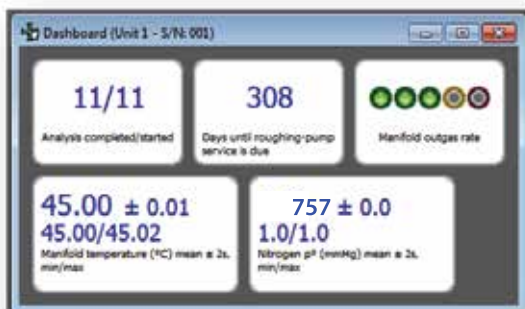 Dashboard (Unit 1 - S/N: 001)
11/11
Analysis completed/started
308
Days until roughing-pump
service is due
Manifold outgas rate
45.00 ± 0.01
45.00/45.02
Manifold temperature (ºC) mean ± 2s,
min/max
757 ± 0.0
1.0/1.0
Nitrogen pº (mmHg) mean ± 2s,
min/max